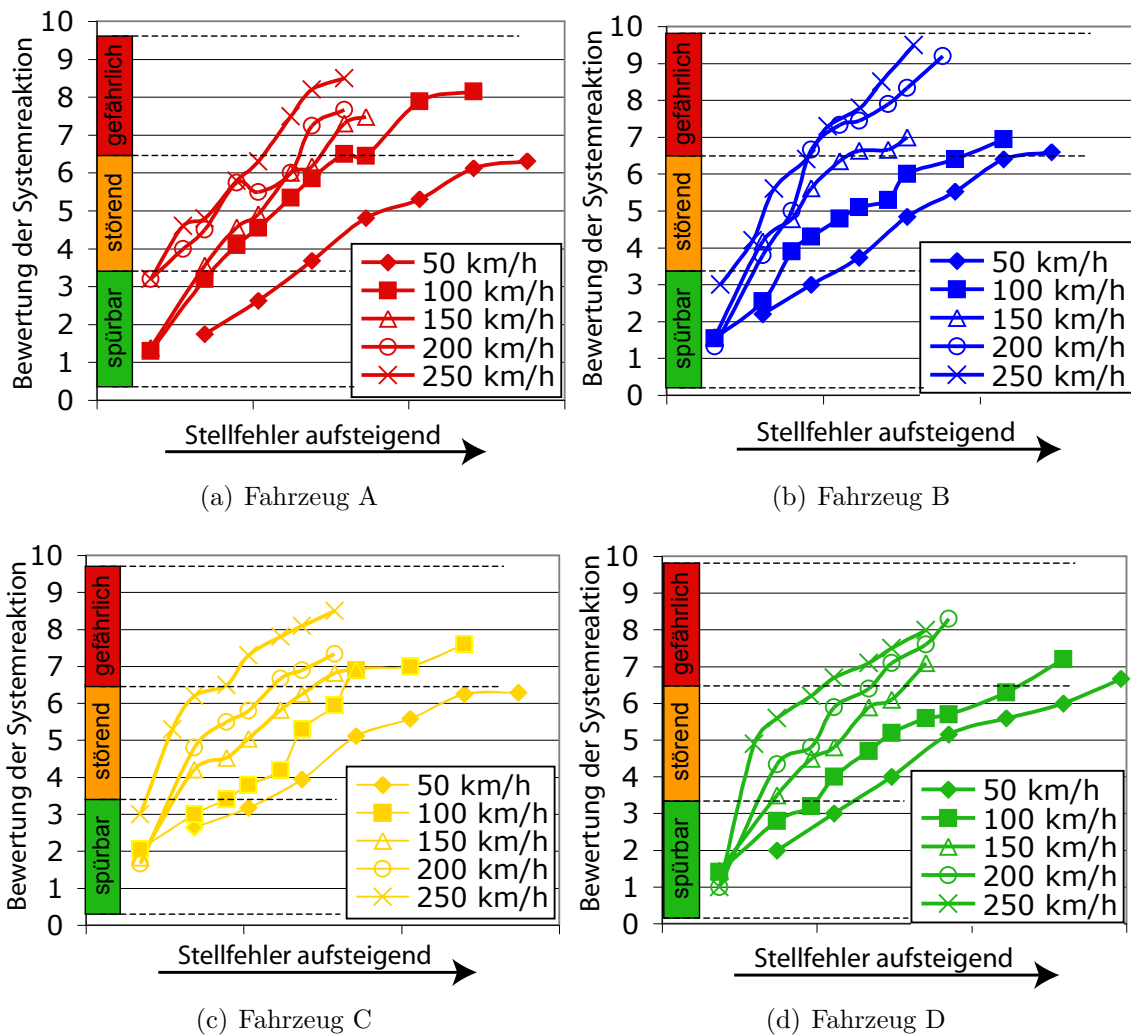 Bewertung der Systemreaktion
10
9
8
7
6
5
4
3
2
1
0
gefährlich
störend
spürbar
50 km/h
100 km/h
150 km/h
200 km/h
250 km/h
Stellfehler aufsteigend
(a) Fahrzeug A
Bewertung der Systemreaktion
10
9
8
7
6
5
4
3
2
1
0
gefährlich
störend
spürbar
50 km/h
100 km/h
150 km/h
200 km/h
250 km/h
Stellfehler aufsteigend
(b) Fahrzeug B
Bewertung der Systemreaktion
10
9
8
7
6
5
4
3
2
1
0
gefährlich
störend
spürbar
50 km/h
100 km/h
150 km/h
200 km/h
250 km/h
Stellfehler aufsteigend
(c) Fahrzeug C
Bewertung der Systemreaktion
10
9
8
7
6
5
4
3
2
1
0
gefährlich
störend
spürbar
50 km/h
100 km/h
150 km/h
200 km/h
250 km/h
Stellfehler aufsteigend
(d) Fahrzeug D